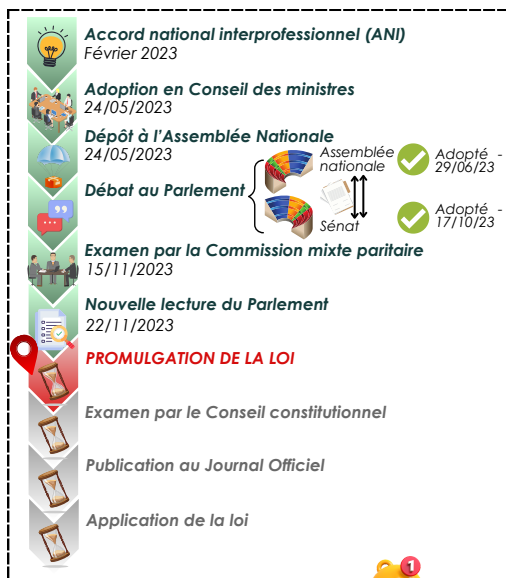 Accord national interprofessionnel (ANI)
Février 2023
Adoption en Conseil des ministres
24/05/2023
Dépôt à l'Assemblée Nationale
24/05/2023
Débat au Parlement
Assemblée
nationale
Adopté -
29/06/23
Sénat
Adopté -
17/10/23
Examen par la Commission mixte paritaire
15/11/2023
Nouvelle lecture du Parlement
22/11/2023
PROMULGATION DE LA LOI
Examen par le Conseil constitutionnel
Publication au Journal Officiel
Application de la loi
1